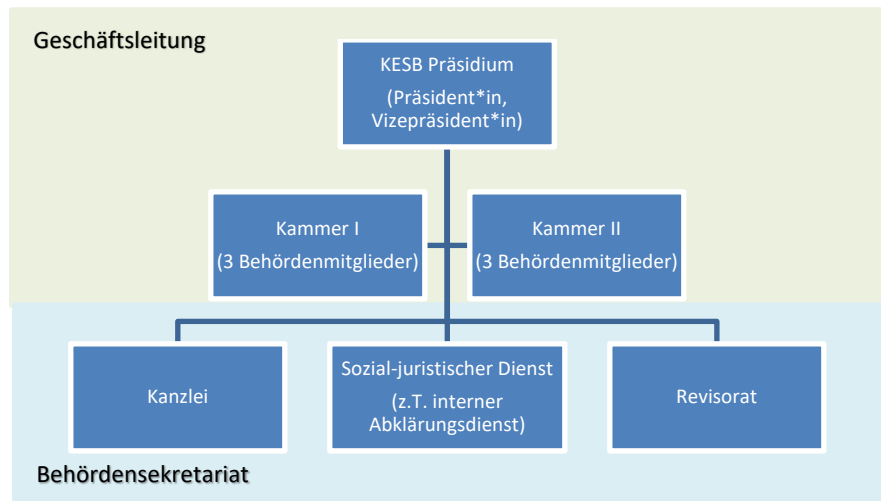 Geschäftsleitung
KESB Präsidium
(Präsident*in,
Vizepräsident*in)
Kammer I
(3 Behördenmitglieder)
Kammer II
(3 Behördenmitglieder)
Kanzlei
Sozial-juristischer Dienst
(z.T. interner
Abklärungsdienst)
Revisorat
Behördensekretariat